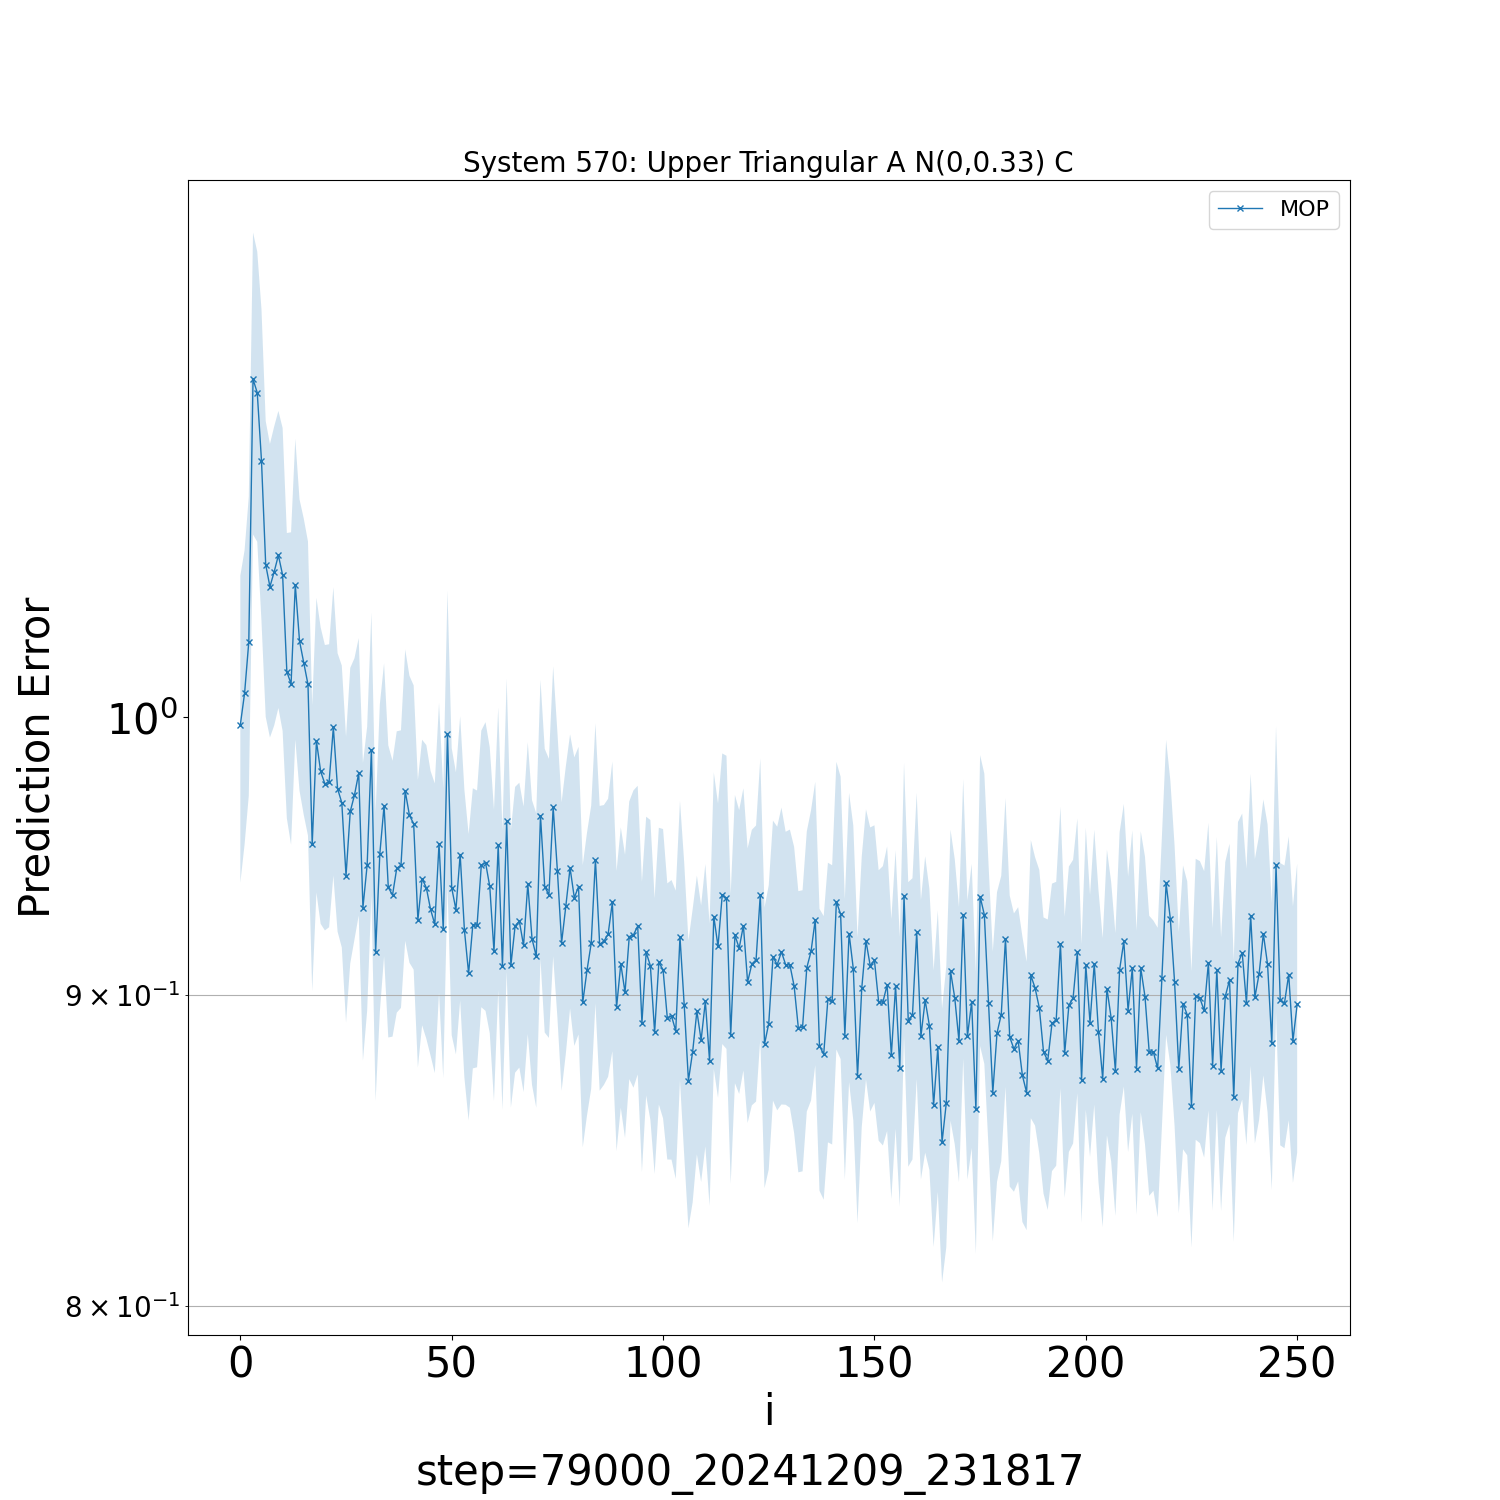 System 570: Upper Triangular A N(0,0.33) C
MOP
Prediction Error
10⁰
9 × 10⁻¹
8 × 10⁻¹
0 50 100 150 200 250
i
step=79000_20241209_231817